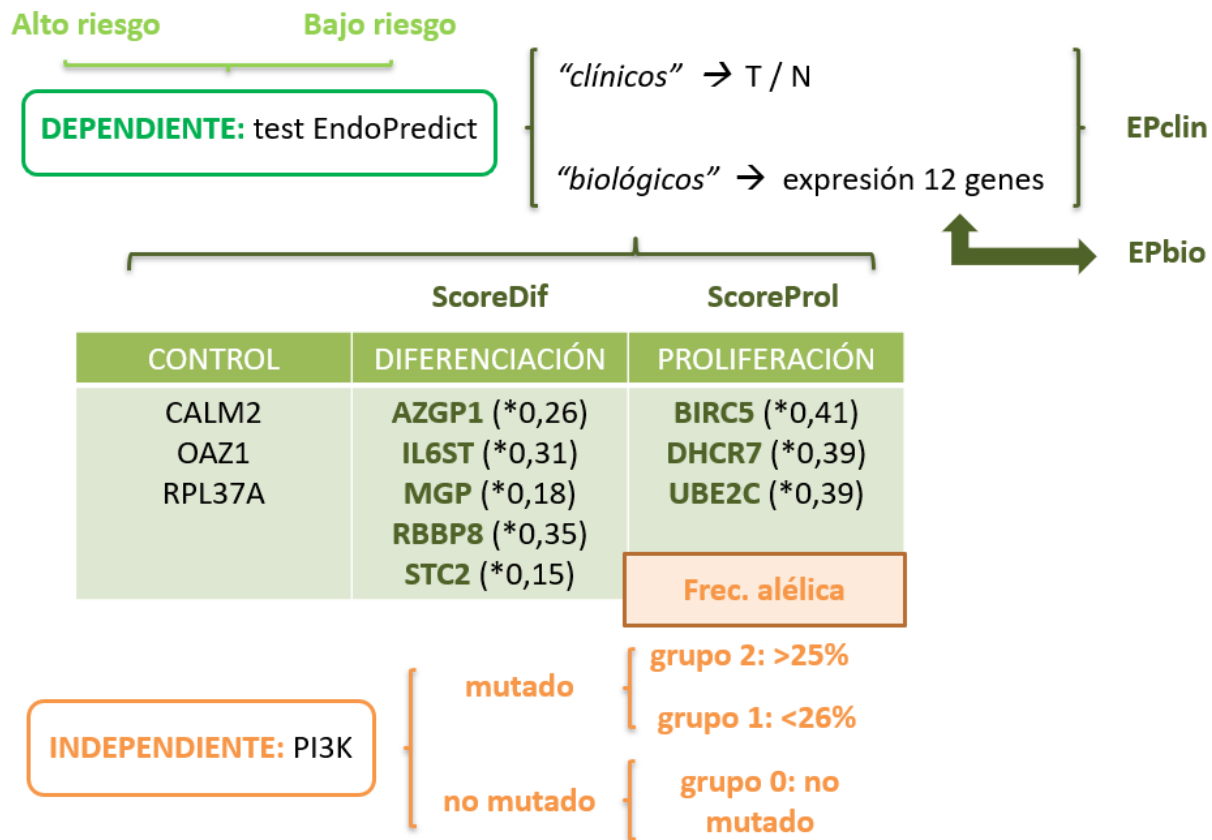 Alto riesgo
Bajo riesgo
DEPENDIENTE: test EndoPredict
“clínicos” → T / N
“biológicos” → expresión 12 genes
EPclin
EPbio
ScoreDif
ScoreProl
CONTROL
DIFERENCIACIÓN
PROLIFERACIÓN
CALM2
OAZ1
RPL37A
AZGP1 (*0,26)
IL6ST (*0,31)
MGP (*0,18)
RBBP8 (*0,35)
STC2 (*0,15)
BIRC5 (*0,41)
DHCR7 (*0,39)
UBE2C (*0,39)
Frec. alélica
INDEPENDIENTE: PI3K
mutado
grupo 2: >25%
grupo 1: <26%
no mutado
grupo 0: no
mutado